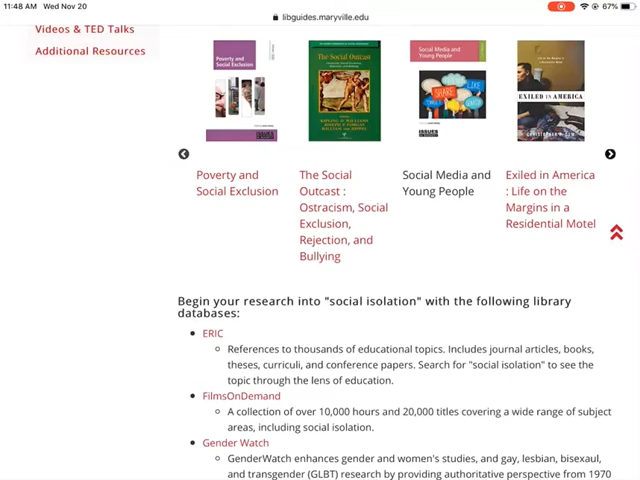 11:48 AM Wed Nov 20
67%
libguides.maryville.edu
Videos & TED Talks
Additional Resources
Poverty and
Social Exclusion
The Social Outcast
Social Media and
Young People
SHARE
LIKE
EXILED IN AMERICA
ISSUES
Poverty and
Social Exclusion
The Social
Outcast :
Ostracism, Social
Exclusion,
Rejection, and
Bullying
Social Media and
Young People
Exiled in America
: Life on the
Margins in a
Residential Motel
Begin your research into "social isolation" with the following library
databases:
ERIC
References to thousands of educational topics. Includes journal articles, books,
theses, curriculi, and conference papers. Search for "social isolation" to see the
topic through the lens of education.
FilmsOnDemand
A collection of over 10,000 hours and 20,000 titles covering a wide range of subject
areas, including social isolation.
Gender Watch
GenderWatch enhances gender and women's studies, and gay, lesbian, bisexaul,
and transgender (GLBT) research by providing authoritative perspective from 1970